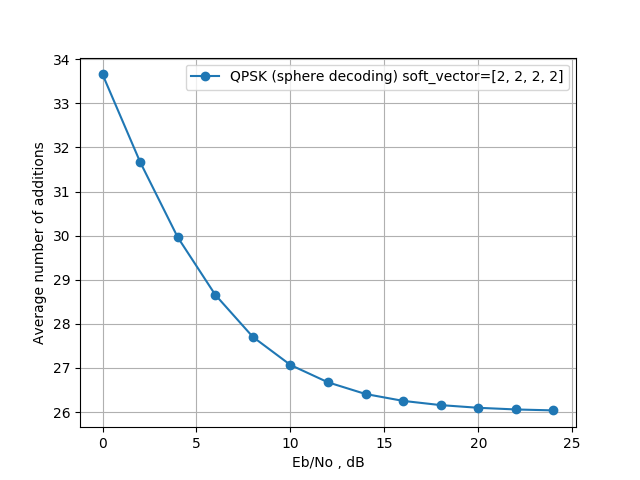 34
33
32
31
30
29
28
27
26
Average number of additions
QPSK (sphere decoding) soft_vector=[2, 2, 2, 2]
0 5 10 15 20 25
Eb/No , dB